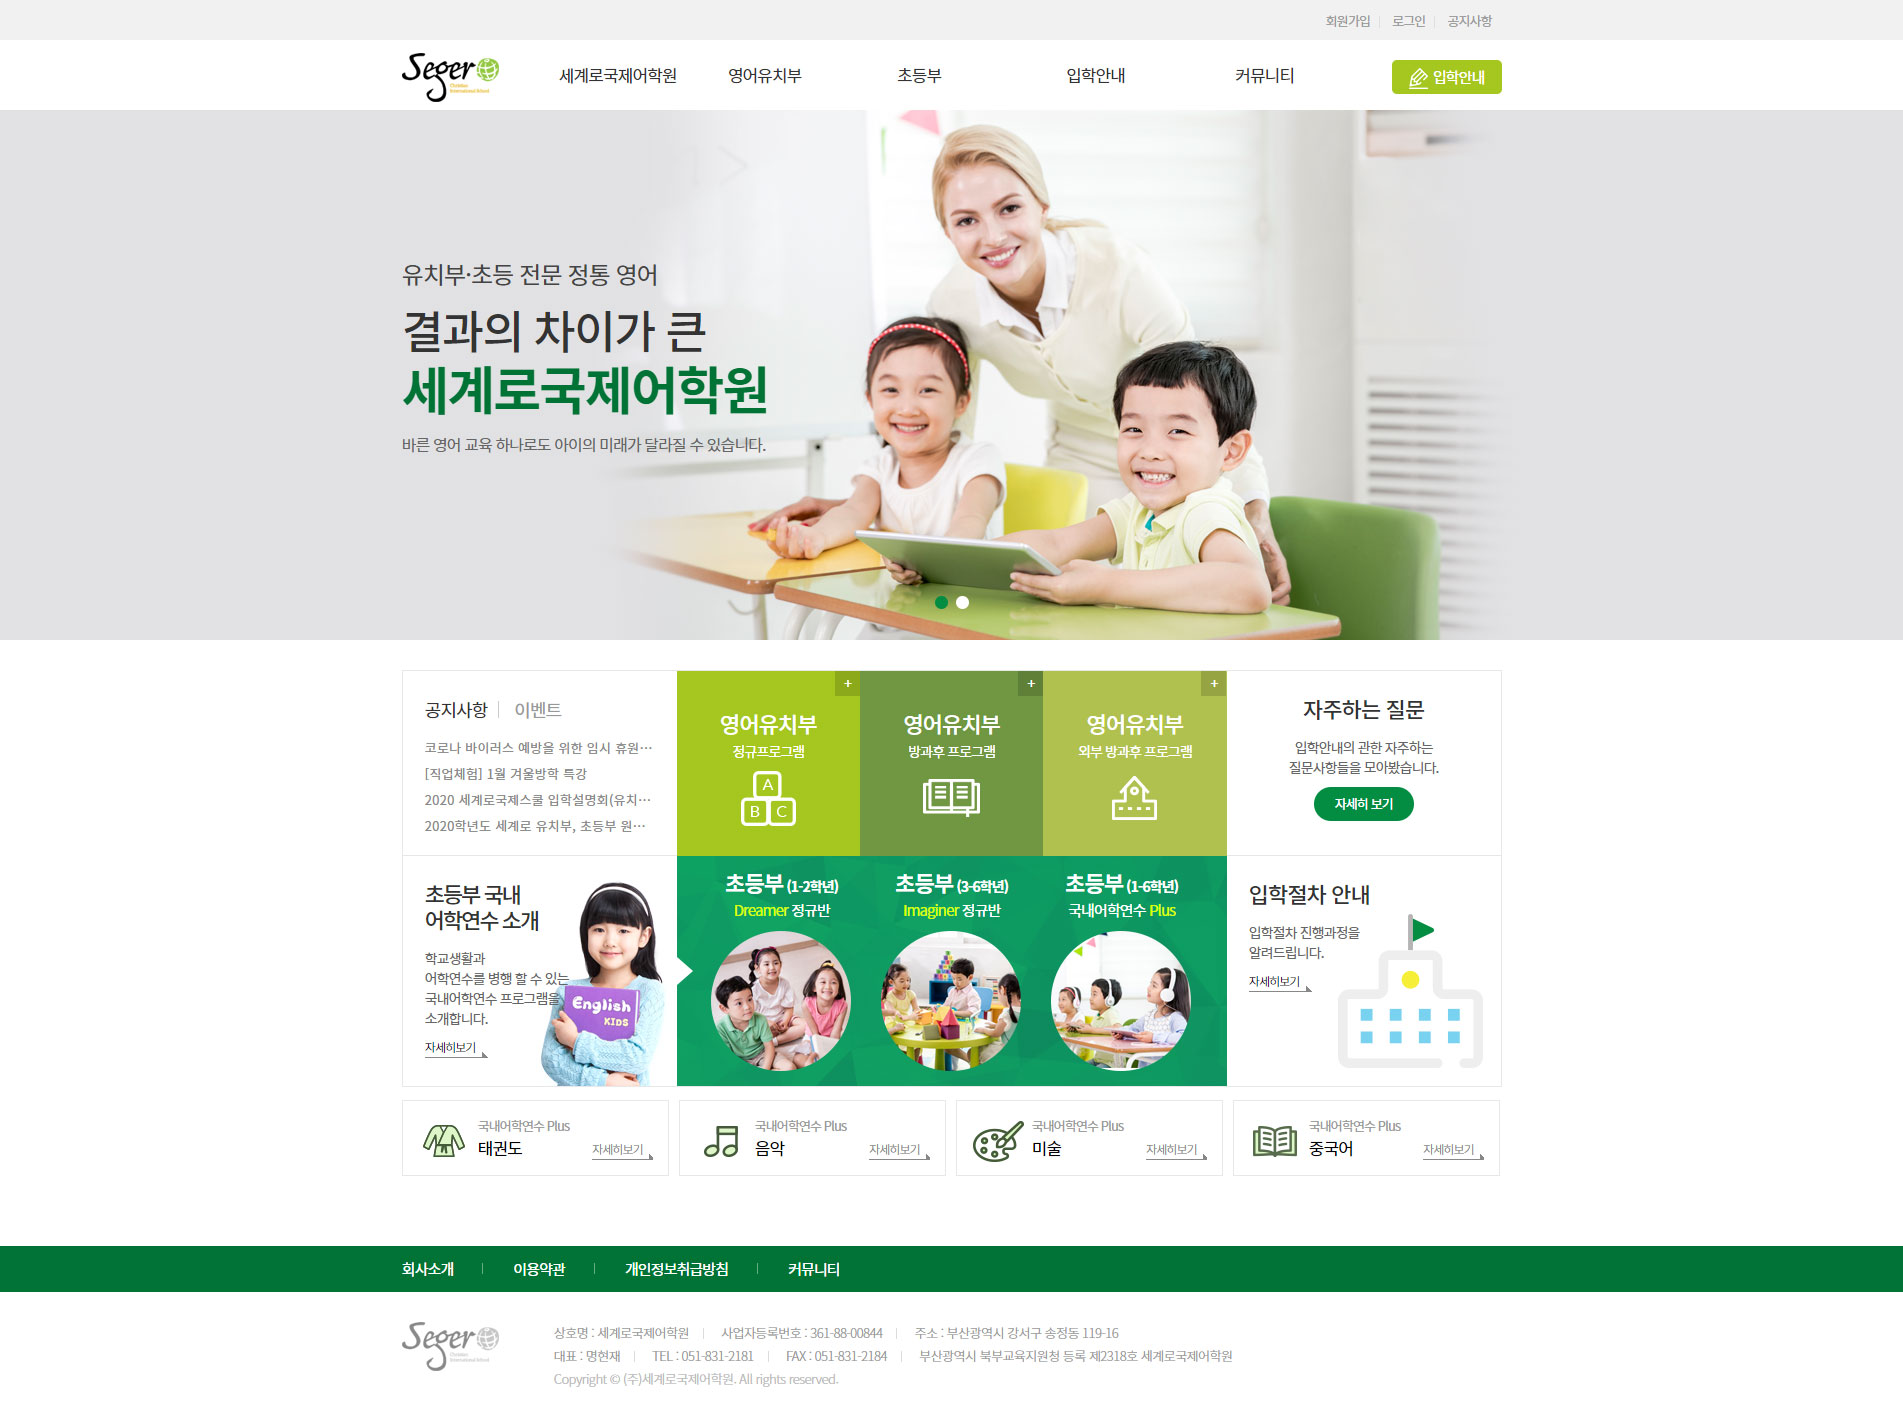 회원가입 로그인 공지사항
Seger
세계로국제어학원 영어유치부 초등부 입학안내 커뮤니티 입학안내
유치부·초등 전문 정통 영어
결과의 차이가 큰
세계로국제어학원
바른 영어 교육 하나로도 아이의 미래가 달라질 수 있습니다.
공지사항 이벤트
코로나 바이러스 예방을 위한 임시 휴원…
[직업체험] 1월 겨울방학 특강
2020 세계로국제스쿨 입학설명회(유치…
2020학년도 세계로 유치부, 초등부 원…
+
영어유치부
정규프로그램
A
B C
+
영어유치부
방과후 프로그램
+
영어유치부
외부 방과후 프로그램
자주하는 질문
입학안내의 관한 자주하는
질문사항들을 모아봤습니다.
자세히 보기
초등부 국내
어학연수 소개
학교생활과
어학연수를 병행 할 수 있는
국내어학연수 프로그램을
소개합니다.
자세히보기
English
KIDS
초등부 (1-2학년)
Dreamer 정규반
초등부 (3-6학년)
Imaginer 정규반
초등부 (1-6학년)
국내어학연수 Plus
입학절차 안내
입학절차 진행과정을
알려드립니다.
자세히보기
국내어학연수 Plus
태권도 자세히보기
국내어학연수 Plus
음악 자세히보기
국내어학연수 Plus
미술 자세히보기
국내어학연수 Plus
중국어 자세히보기
회사소개 이용약관 개인정보취급방침 커뮤니티
Seger
상호명 : 세계로국제어학원 사업자등록번호 : 361-88-00844 주소 : 부산광역시 강서구 송정동 119-16
대표 : 명현재 TEL : 051-831-2181 FAX : 051-831-2184 부산광역시 북부교육지원청 등록 제2318호 세계로국제어학원
Copyright © (주)세계로국제어학원. All rights reserved.